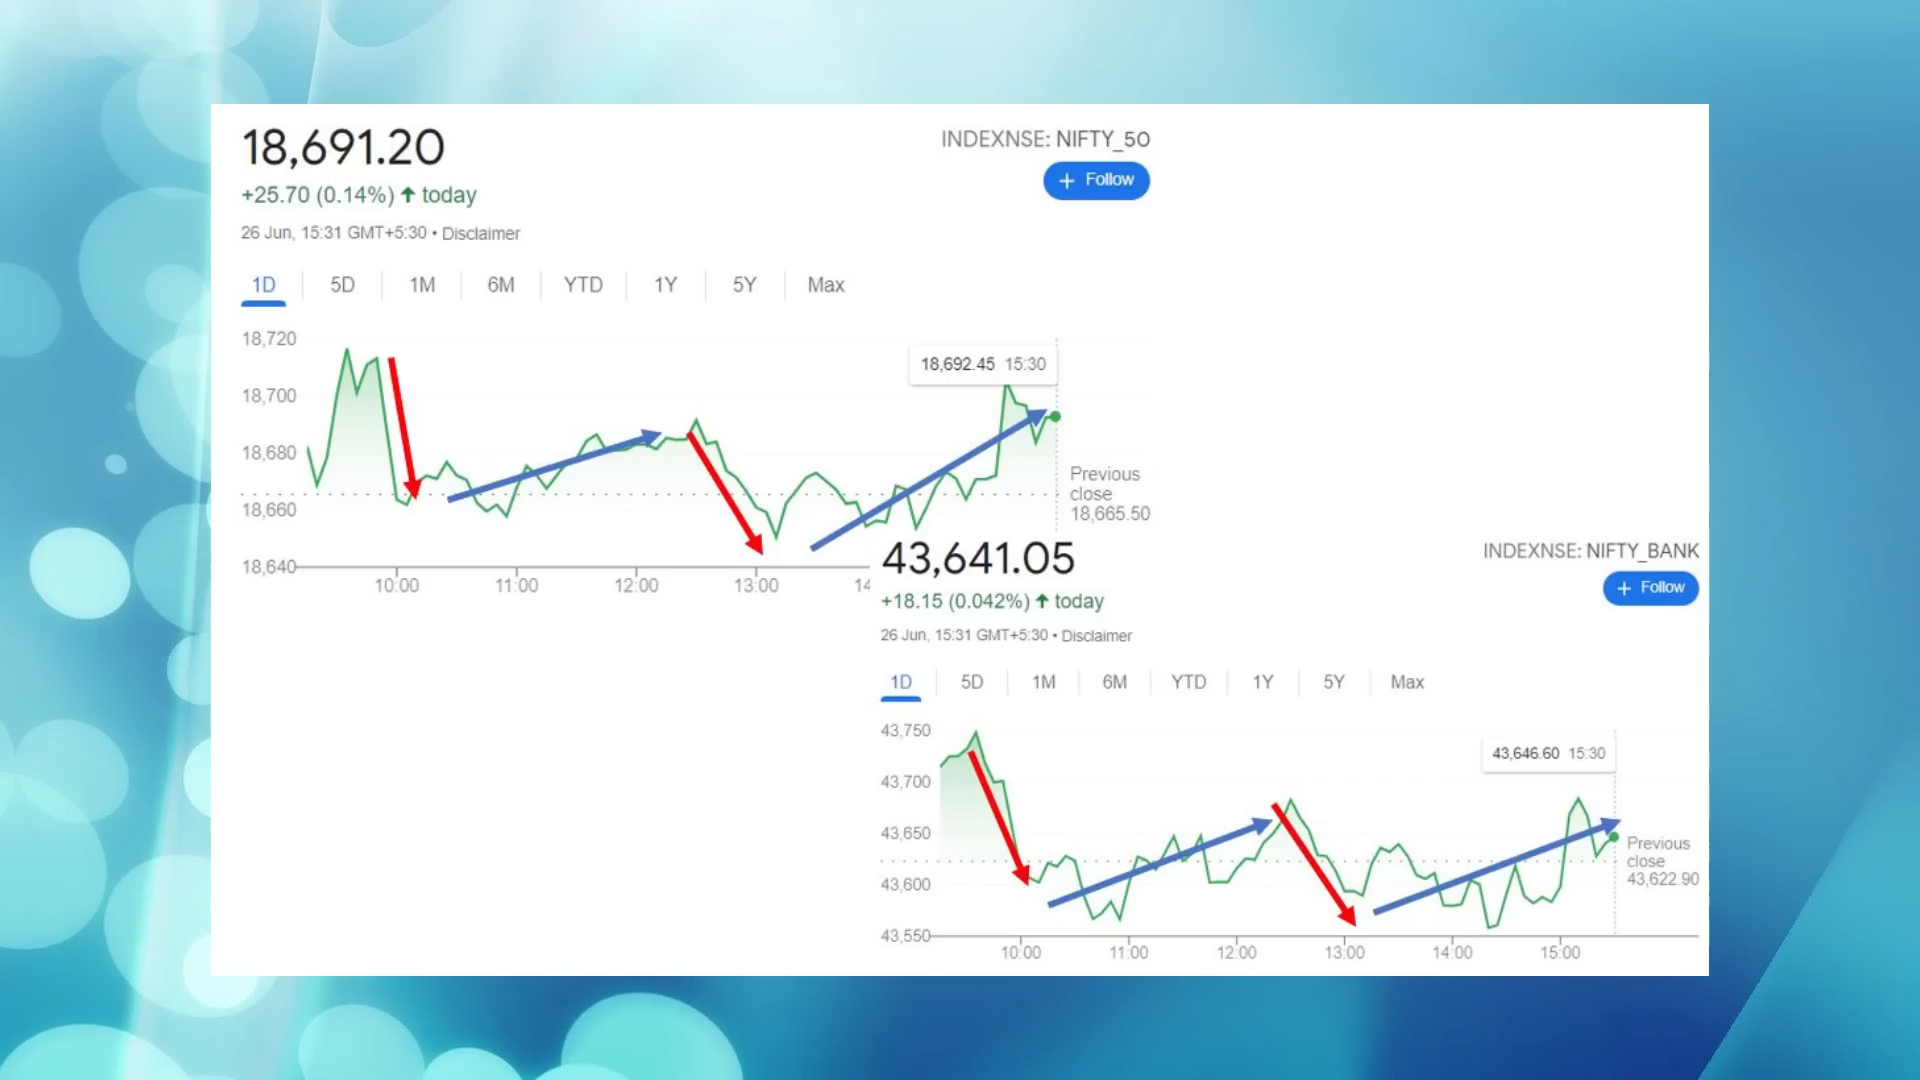 18,691.20
INDEXNSE: NIFTY_50
+ Follow
+25.70 (0.14%) ↑ today
26 Jun, 15:31 GMT+5:30 • Disclaimer
1D 5D 1M 6M YTD 1Y 5Y Max
18,720
18,700
18,680
18,660
18,640
18,692.45 15:30
Previous
close
18,665.50
10:00 11:00 12:00 13:00 14
43,641.05
INDEXNSE: NIFTY_BANK
+ Follow
+18.15 (0.042%) ↑ today
26 Jun, 15:31 GMT+5:30 • Disclaimer
1D 5D 1M 6M YTD 1Y 5Y Max
43,750
43,700
43,650
43,600
43,550
43,646.60 15:30
Previous
close
43,622.90
10:00 11:00 12:00 13:00 14:00 15:00